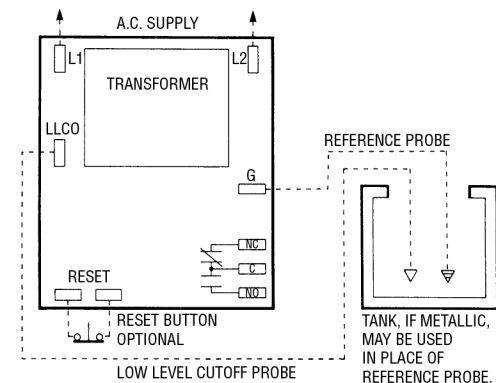 A.C. SUPPLY
L1
L2
TRANSFORMER
LLCO
REFERENCE PROBE
G
NC
C
NO
RESET
RESET BUTTON
OPTIONAL
TANK, IF METALLIC,
MAY BE USED
IN PLACE OF
REFERENCE PROBE.
LOW LEVEL CUTOFF PROBE